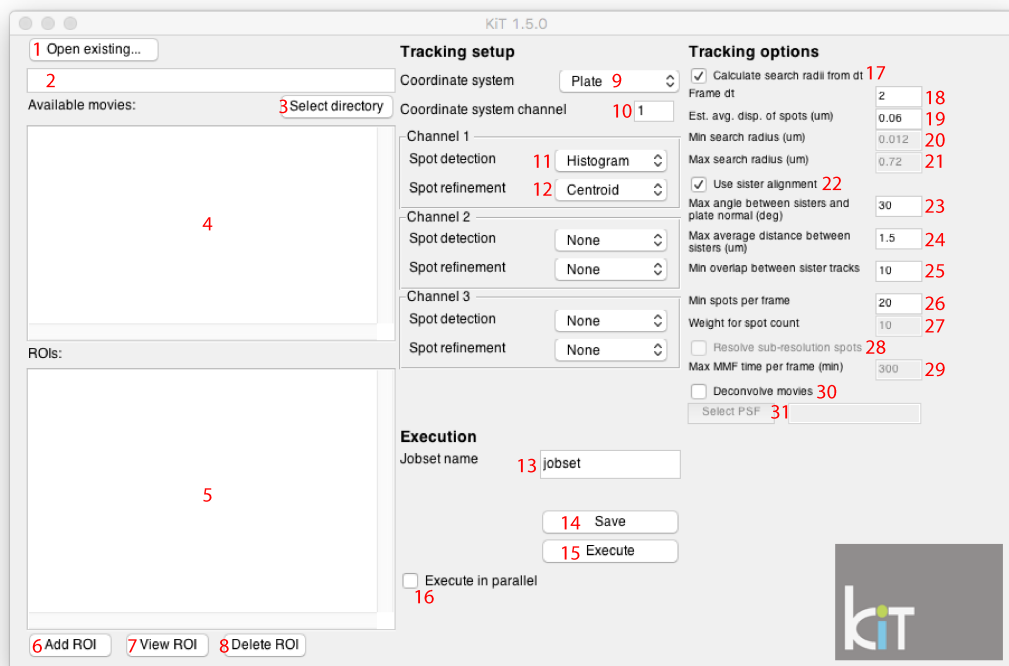 KiT 1.5.0
1 Open existing...
2
Available movies:
3 Select directory
4
ROIs:
5
6 Add ROI
7 View ROI
8 Delete ROI
Tracking setup
Coordinate system
Plate 9
Coordinate system channel
10 1
Channel 1
Spot detection
11 Histogram
Spot refinement
12 Centroid
Channel 2
Spot detection
None
Spot refinement
None
Channel 3
Spot detection
None
Spot refinement
None
Execution
Jobset name
13 jobset
14 Save
15 Execute
Execute in parallel
16
Tracking options
Calculate search radii from dt 17
Frame dt
2 18
Est. avg. disp. of spots (um)
0.06 19
Min search radius (um)
0.012 20
Max search radius (um)
0.72 21
Use sister alignment 22
Max angle between sisters and
plate normal (deg)
30 23
Max average distance between
sisters (um)
1.5 24
Min overlap between sister tracks
10 25
Min spots per frame
20 26
Weight for spot count
10 27
Resolve sub-resolution spots 28
Max MMF time per frame (min)
300 29
Deconvolve movies 30
Select PSF 31
kiT